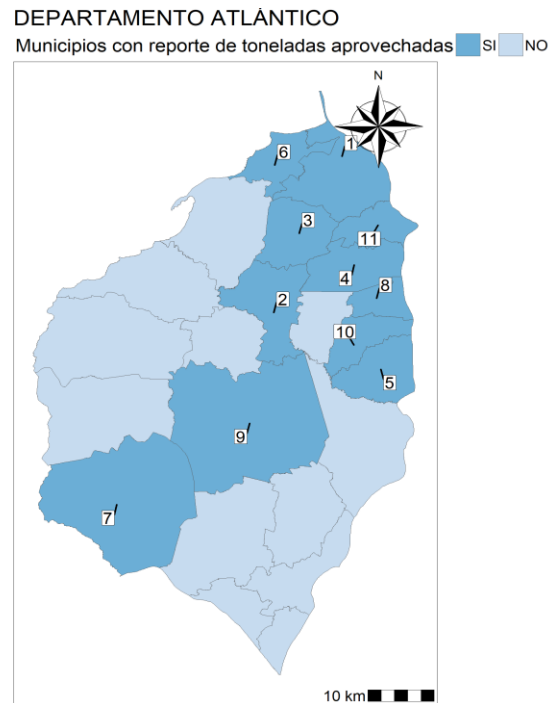 DEPARTAMENTO ATLÁNTICO
Municipios con reporte de toneladas aprovechadas SI NO
N
1
6
3
11
4
8
2
10
5
9
7
10 km